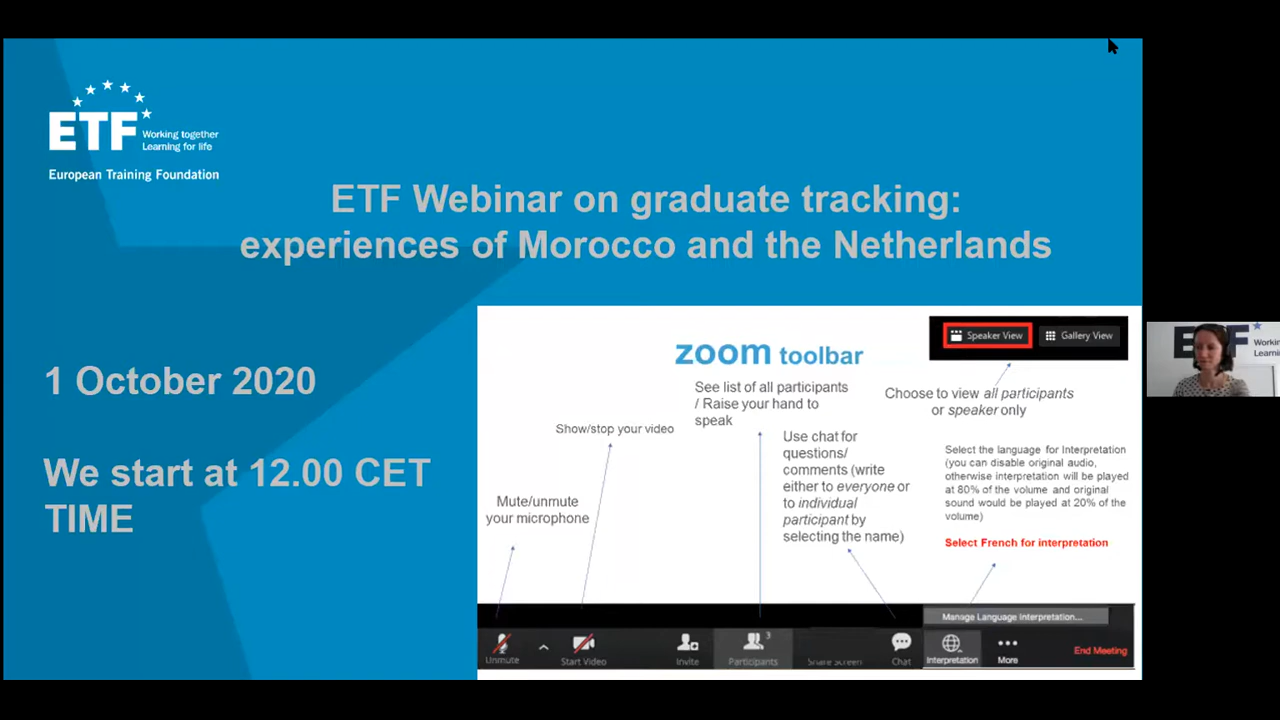 ETF
Working together
Learning for life
European Training Foundation
ETF Webinar on graduate tracking:
experiences of Morocco and the Netherlands
1 October 2020
We start at 12.00 CET
TIME
zoom toolbar
Speaker View
Gallery View
See list of all participants
/ Raise your hand to
speak
Choose to view all participants
or speaker only
Show/stop your video
Use chat for
questions/
comments (write
either to everyone or
to individual
participant by
selecting the name)
Select the language for Interpretation
(you can disable original audio,
otherwise interpretation will be played
at 80% of the volume and original
sound would be played at 20% of the
volume)
Select French for interpretation
Mute/unmute
your microphone
Manage Language Interpretation...
Unmute
Start Video
Invite
3
Participants
Share Screen
Chat
Interpretation
More
End Meeting
ETF
Working
Learnin